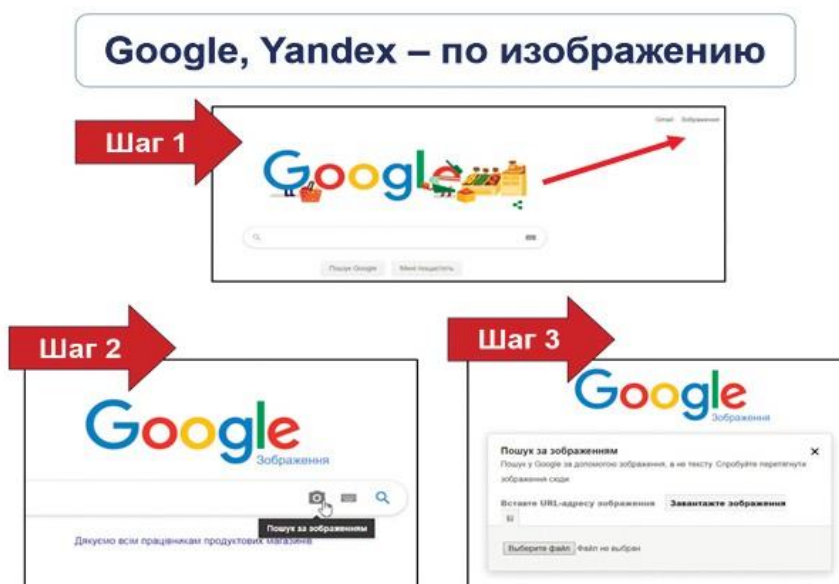 Google, Yandex – по изображению
Шаг 1
Gmail Зображення
Google
Пошук Google Мені пощастить
Шаг 2
Google
Зображення
Пошук за зображенням
Дякуємо всім працівникам продуктових магазинів
Шаг 3
Google
Зображення
Пошук за зображенням
Пошук у Google за допомогою зображення, а не тексту. Спробуйте перетягнути
зображення сюди.
Вставте URL-адресу зображення Завантажте зображення
Выберите файл Файл не выбран